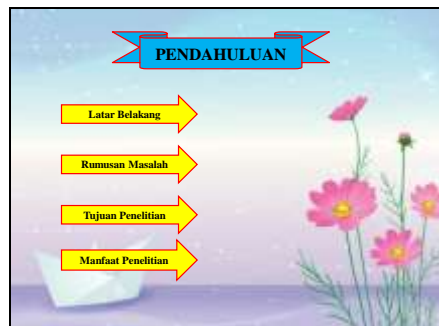 PENDAHULUAN
Latar Belakang
Rumusan Masalah
Tujuan Penelitian
Manfaat Penelitian